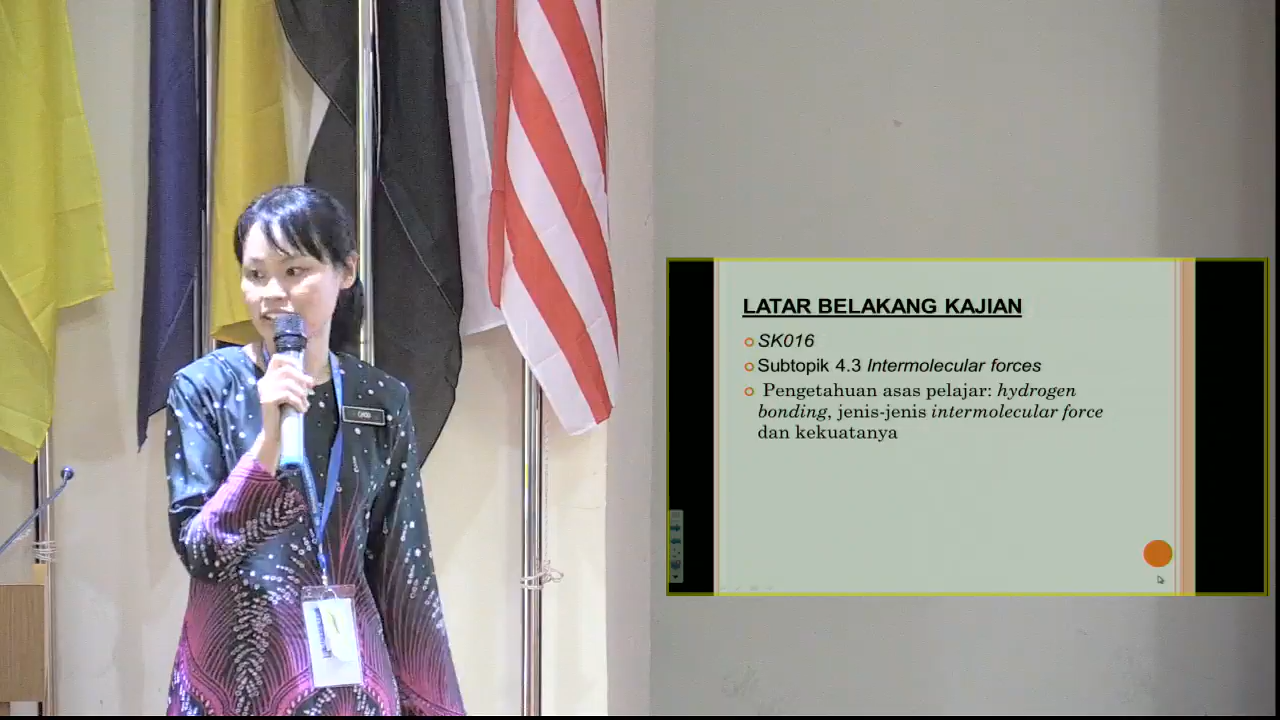 LATAR BELAKANG KAJIAN
SK016
Subtopik 4.3 Intermolecular forces
Pengetahuan asas pelajar: hydrogen
bonding, jenis-jenis intermolecular force
dan kekuatanya